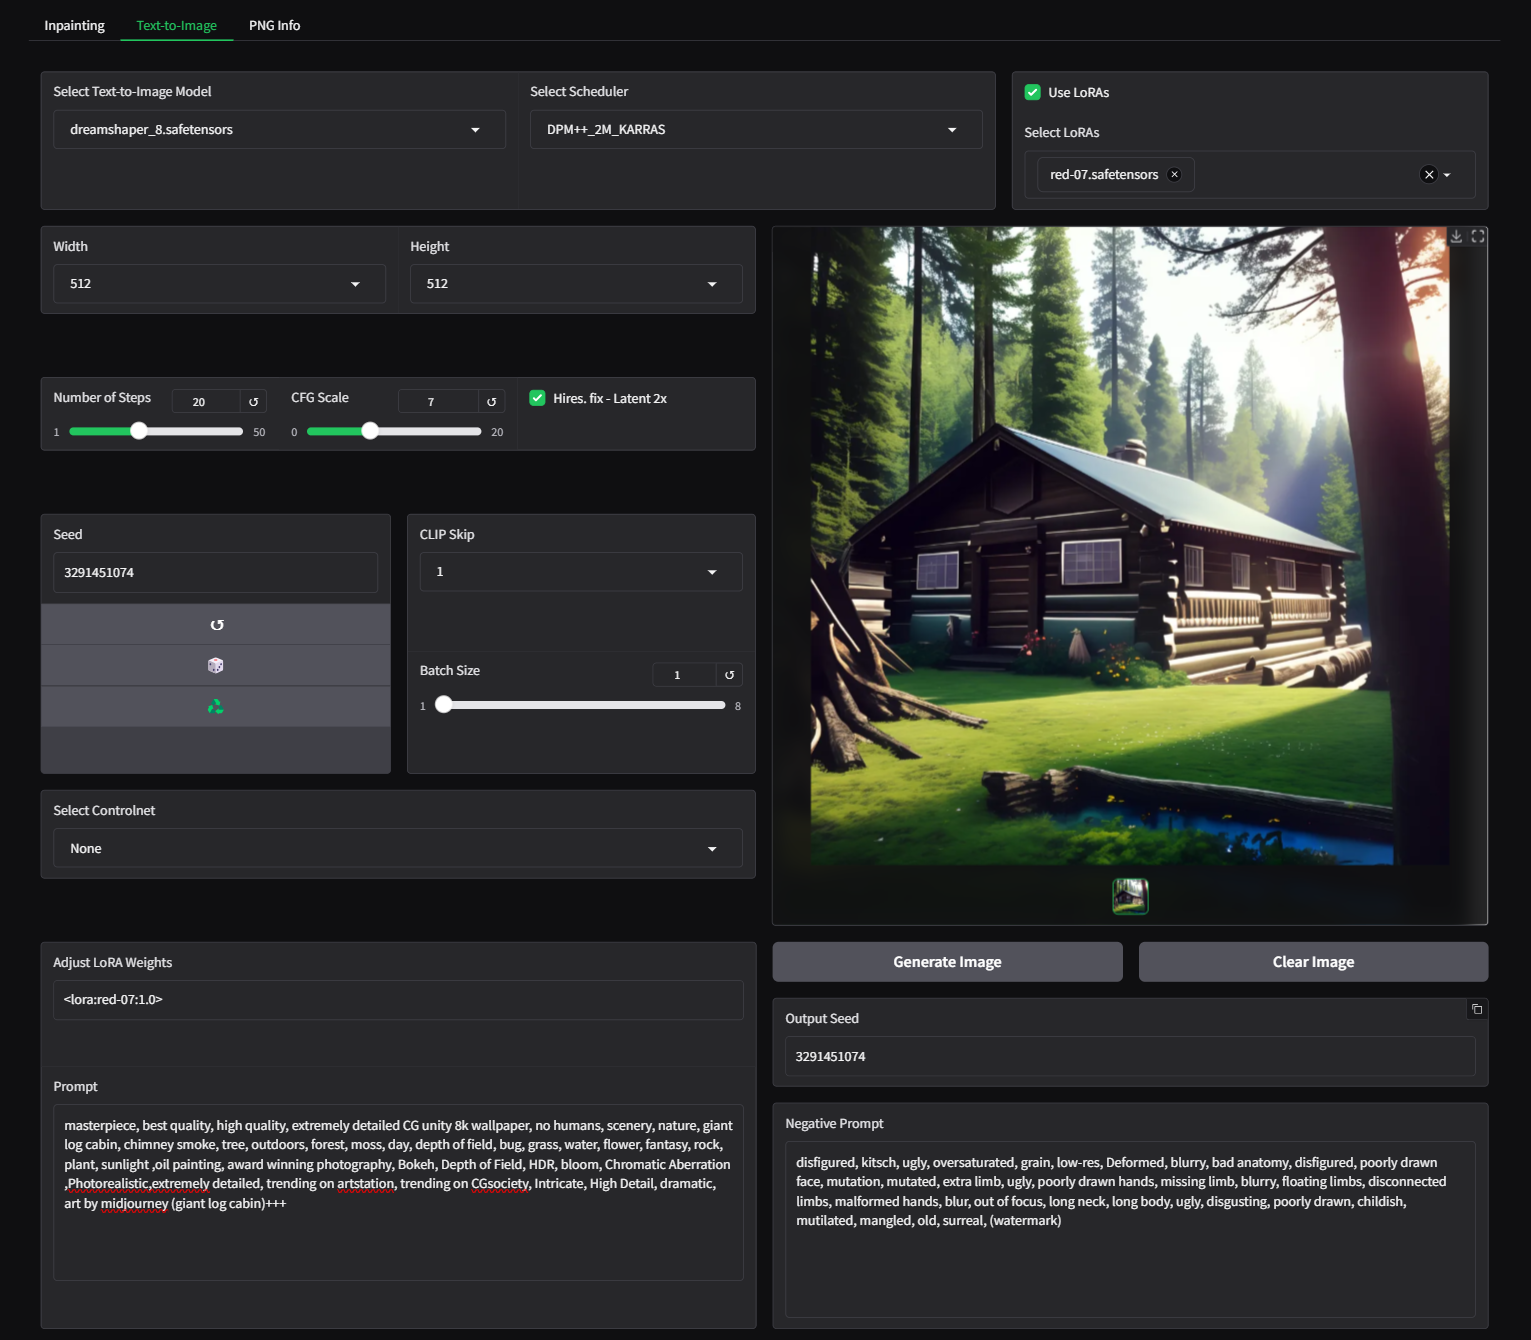 Inpainting
Text-to-Image
PNG Info
Select Text-to-Image Model
dreamshaper_8.safetensors
Select Scheduler
DPM++_2M_KARRAS
Use LoRAs
Select LoRAs
red-07.safetensors
Width
512
Height
512
Number of Steps
20
1
50
CFG Scale
7
0
20
Hires. fix - Latent 2x
Seed
3291451074
CLIP Skip
1
Batch Size
1
1
8
Select Controlnet
None
Adjust LoRA Weights
<lora:red-07:1.0>
Prompt
masterpiece, best quality, high quality, extremely detailed CG unity 8k wallpaper, no humans, scenery, nature, giant
log cabin, chimney smoke, tree, outdoors, forest, moss, day, depth of field, bug, grass, water, flower, fantasy, rock,
plant, sunlight ,oil painting, award winning photography, Bokeh, Depth of Field, HDR, bloom, Chromatic Aberration
,Photorealistic,extremely detailed, trending on artstation, trending on CGsociety, Intricate, High Detail, dramatic,
art by midjourney (giant log cabin)+++
Generate Image
Clear Image
Output Seed
3291451074
Negative Prompt
disfigured, kitsch, ugly, oversaturated, grain, low-res, Deformed, blurry, bad anatomy, disfigured, poorly drawn
face, mutation, mutated, extra limb, ugly, poorly drawn hands, missing limb, blurry, floating limbs, disconnected
limbs, malformed hands, blur, out of focus, long neck, long body, ugly, disgusting, poorly drawn, childish,
mutilated, mangled, old, surreal, (watermark)